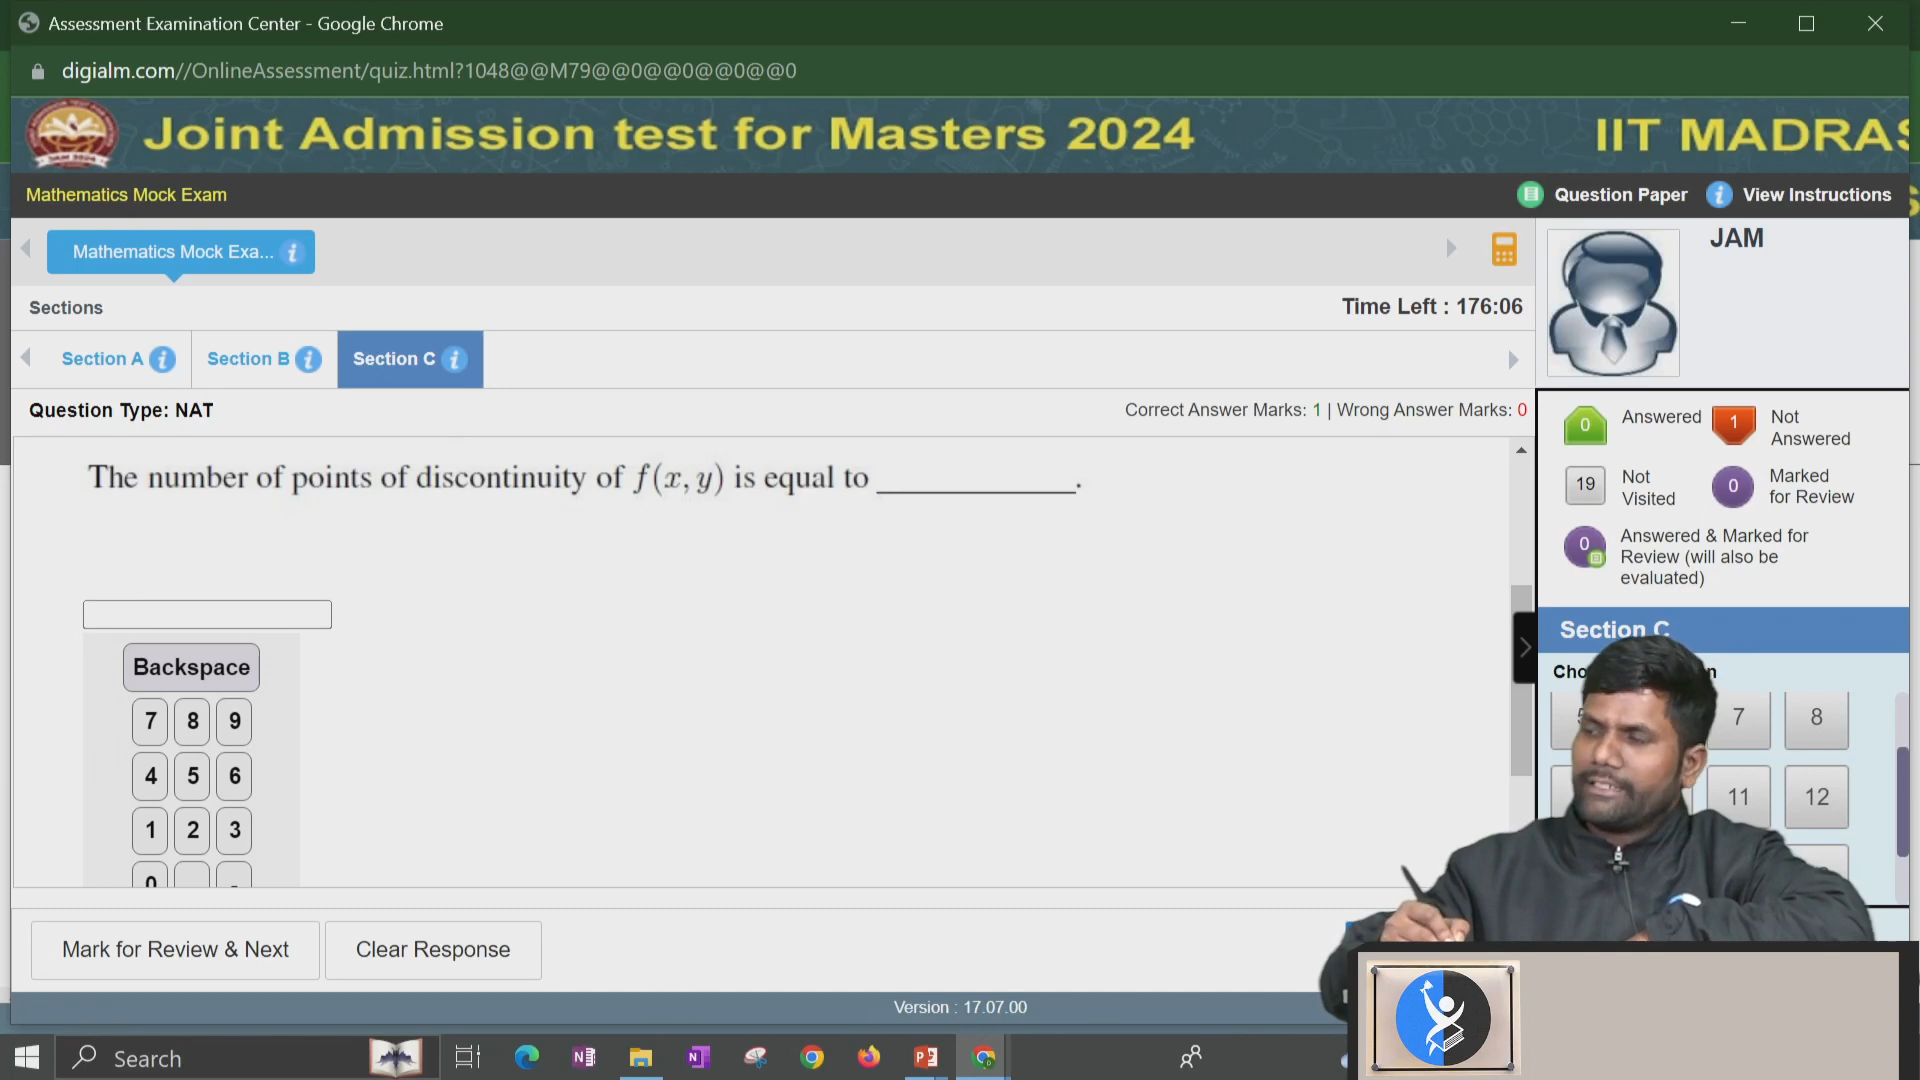 Assessment Examination Center - Google Chrome
digialm.com//OnlineAssessment/quiz.html?1048@@M79@@0@@0@@0@@0
Joint Admission test for Masters 2024
IIT MADRAS
Mathematics Mock Exam
Question Paper
View Instructions
Mathematics Mock Exa...
JAM
Sections
Time Left : 176:06
Section A
Section B
Section C
Question Type: NAT
Correct Answer Marks: 1 | Wrong Answer Marks: 0
0 Answered
1 Not Answered
19 Not Visited
0 Marked for Review
0 Answered & Marked for Review (will also be evaluated)
The number of points of discontinuity of f(x, y) is equal to ____________.
Section C
Backspace
7 8 9
4 5 6
1 2 3
0 -
7 8
11 12
Mark for Review & Next
Clear Response
Version : 17.07.00
Search